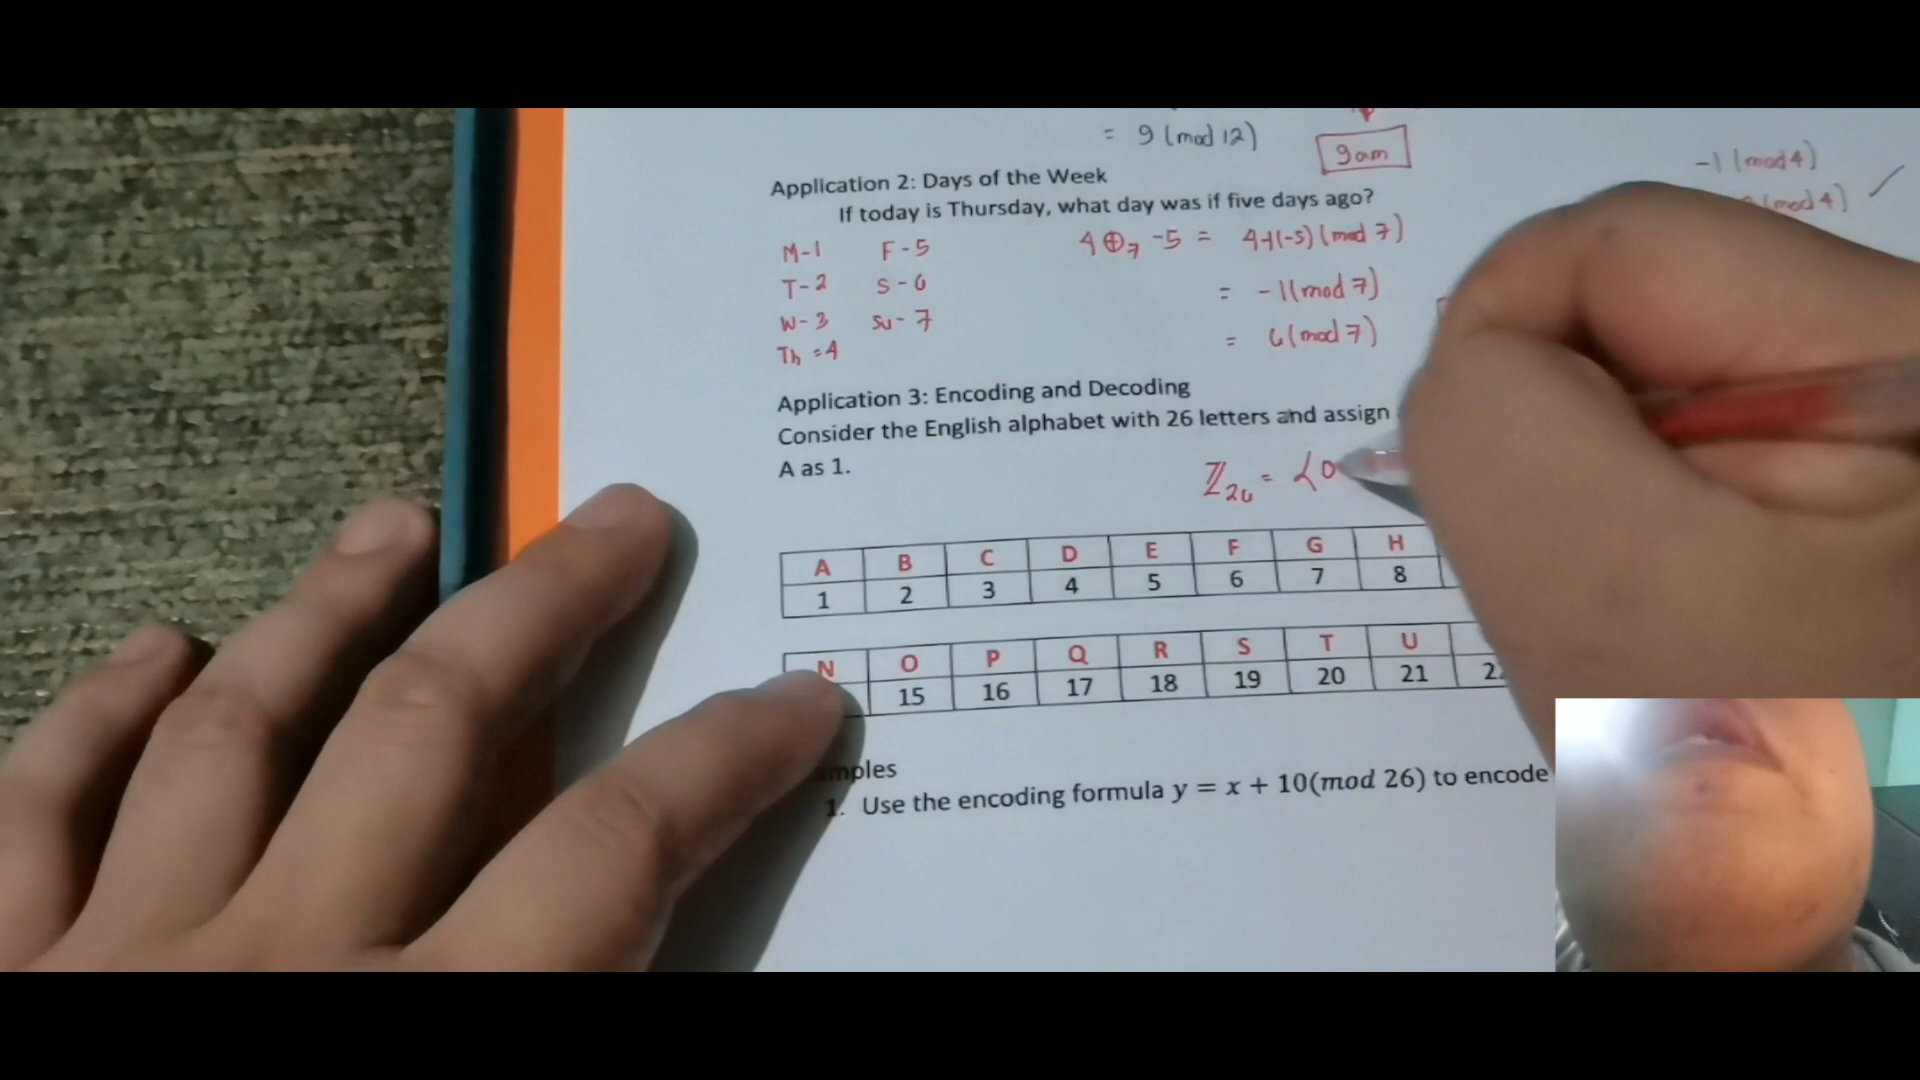 = 9 (mod 12)
9am
-1 (mod 4)
(mod 4)
Application 2: Days of the Week
If today is Thursday, what day was if five days ago?
M-1 F-5
T-2 S-6
W-3 Su-7
Th=4
4 ⊕7 -5 = 4+(-5) (mod 7)
= -1 (mod 7)
= 6 (mod 7)
Application 3: Encoding and Decoding
Consider the English alphabet with 26 letters and assign
A as 1.
ℤ26 = {0
A B C D E F G H
1 2 3 4 5 6 7 8
N O P Q R S T U
15 16 17 18 19 20 21
1. Use the encoding formula y = x + 10(mod 26) to encode